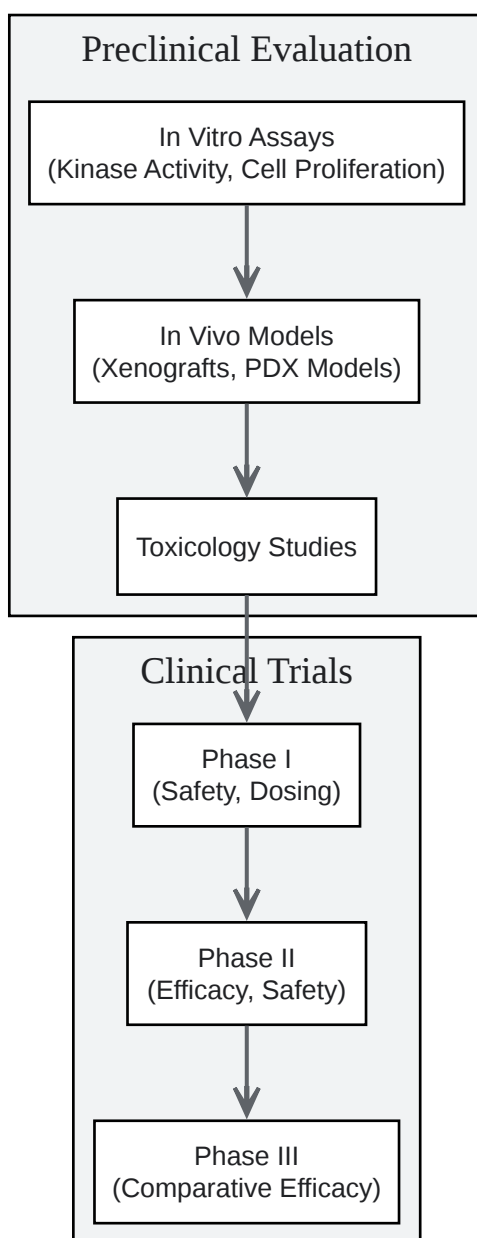 Preclinical Evaluation
In Vitro Assays
(Kinase Activity, Cell Proliferation)
In Vivo Models
(Xenografts, PDX Models)
Toxicology Studies
Clinical Trials
Phase I
(Safety, Dosing)
Phase II
(Efficacy, Safety)
Phase III
(Comparative Efficacy)